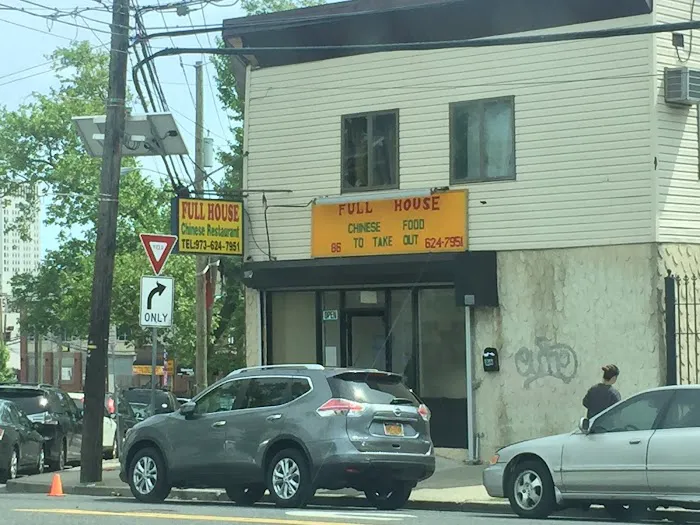 FULL HOUSE
Chinese Restaurant
TEL:973-624-7951
FULL HOUSE
CHINESE FOOD
86 TO TAKE OUT 624-7951
YIELD
ONLY
OPEN